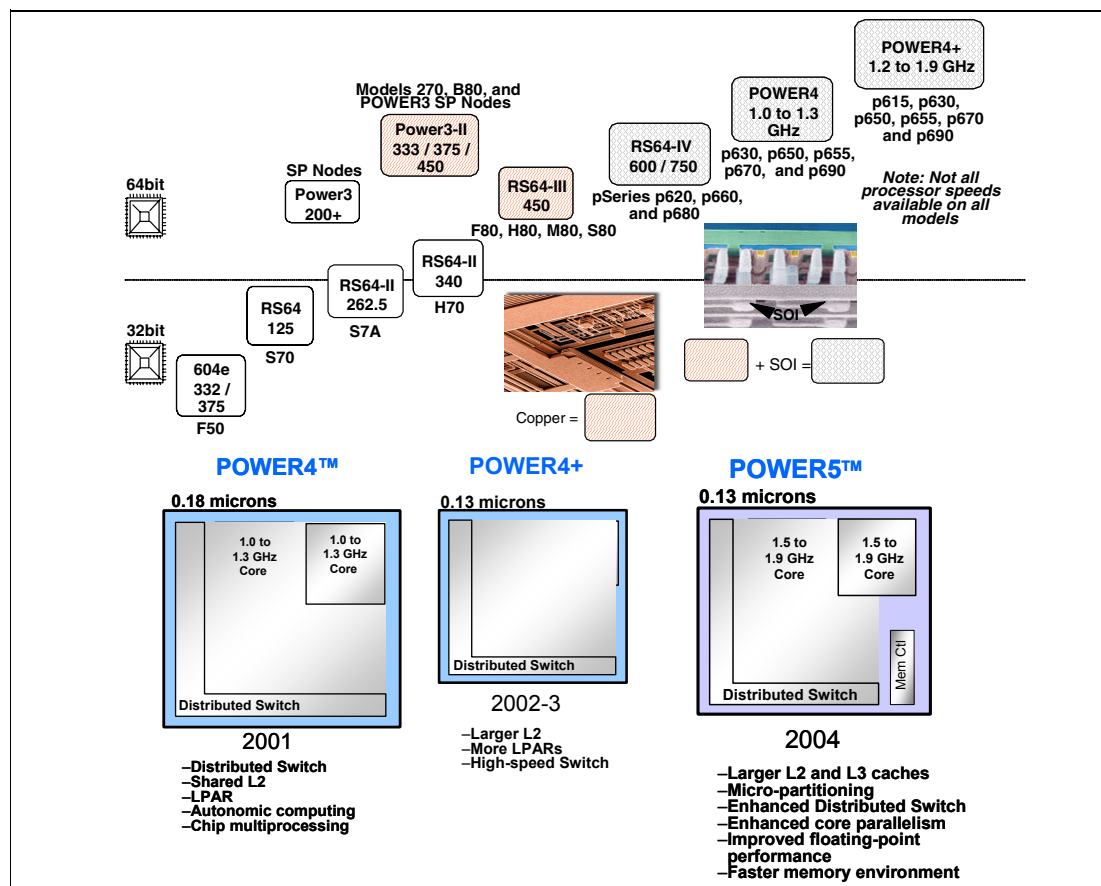 POWER4+
1.2 to 1.9 GHz
p615, p630,
p650, p655, p670
and p690
POWER4
1.0 to 1.3
GHz
p630, p650, p655,
p670, and p690
Note: Not all
processor speeds
available on all
models
Models 270, B80, and
POWER3 SP Nodes
Power3-II
333 / 375 /
450
RS64-IV
600 / 750
pSeries p620, p660,
and p680
SP Nodes
Power3
200+
RS64-III
450
F80, H80, M80, S80
64bit
RS64-II
340
H70
RS64-II
262.5
S7A
RS64
125
S70
SOI
32bit
604e
332 /
375
F50
+ SOI =
Copper =
POWER4™
0.18 microns
1.0 to
1.3 GHz
Core
1.0 to
1.3 GHz
Core
Distributed Switch
2001
–Distributed Switch
–Shared L2
–LPAR
–Autonomic computing
–Chip multiprocessing
POWER4+
0.13 microns
Distributed Switch
2002-3
–Larger L2
–More LPARs
–High-speed Switch
POWER5™
0.13 microns
1.5 to
1.9 GHz
Core
1.5 to
1.9 GHz
Core
Mem Ctl
Distributed Switch
2004
–Larger L2 and L3 caches
–Micro-partitioning
–Enhanced Distributed Switch
–Enhanced core parallelism
–Improved floating-point
performance
–Faster memory environment